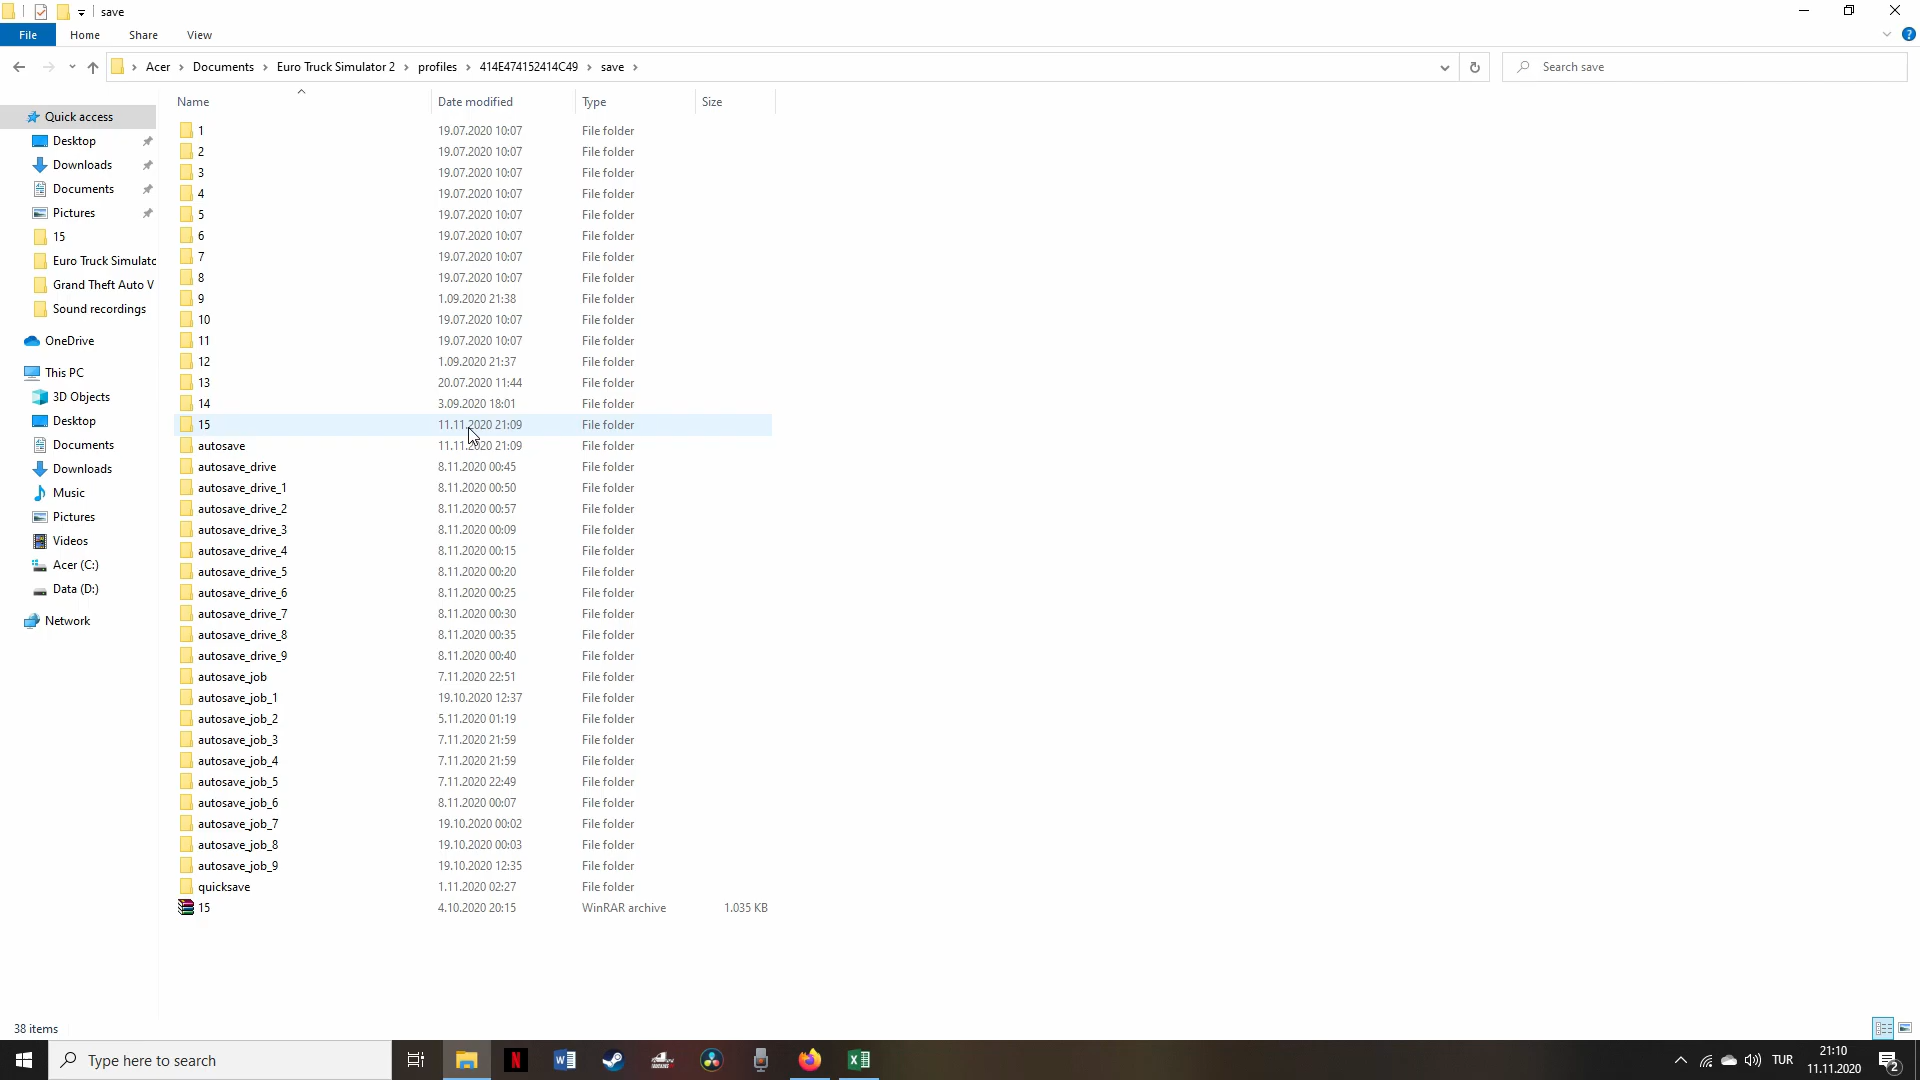 save
File Home Share View
Acer Documents Euro Truck Simulator 2 profiles 414E474152414C49 save
Search save
Name Date modified Type Size
Quick access
Desktop
Downloads
Documents
Pictures
15
Euro Truck Simulatc
Grand Theft Auto V
Sound recordings
OneDrive
This PC
3D Objects
Desktop
Documents
Downloads
Music
Pictures
Videos
Acer (C:)
Data (D:)
Network
1 19.07.2020 10:07 File folder
2 19.07.2020 10:07 File folder
3 19.07.2020 10:07 File folder
4 19.07.2020 10:07 File folder
5 19.07.2020 10:07 File folder
6 19.07.2020 10:07 File folder
7 19.07.2020 10:07 File folder
8 19.07.2020 10:07 File folder
9 1.09.2020 21:38 File folder
10 19.07.2020 10:07 File folder
11 19.07.2020 10:07 File folder
12 1.09.2020 21:37 File folder
13 20.07.2020 11:44 File folder
14 3.09.2020 18:01 File folder
15 11.11.2020 21:09 File folder
autosave 11.11.2020 21:09 File folder
autosave_drive 8.11.2020 00:45 File folder
autosave_drive_1 8.11.2020 00:50 File folder
autosave_drive_2 8.11.2020 00:57 File folder
autosave_drive_3 8.11.2020 00:09 File folder
autosave_drive_4 8.11.2020 00:15 File folder
autosave_drive_5 8.11.2020 00:20 File folder
autosave_drive_6 8.11.2020 00:25 File folder
autosave_drive_7 8.11.2020 00:30 File folder
autosave_drive_8 8.11.2020 00:35 File folder
autosave_drive_9 8.11.2020 00:40 File folder
autosave_job 7.11.2020 22:51 File folder
autosave_job_1 19.10.2020 12:37 File folder
autosave_job_2 5.11.2020 01:19 File folder
autosave_job_3 7.11.2020 21:59 File folder
autosave_job_4 7.11.2020 21:59 File folder
autosave_job_5 7.11.2020 22:49 File folder
autosave_job_6 8.11.2020 00:07 File folder
autosave_job_7 19.10.2020 00:02 File folder
autosave_job_8 19.10.2020 00:03 File folder
autosave_job_9 19.10.2020 12:35 File folder
quicksave 1.11.2020 02:27 File folder
15 4.10.2020 20:15 WinRAR archive 1.035 KB
38 items
Type here to search
TUR
21:10
11.11.2020
2